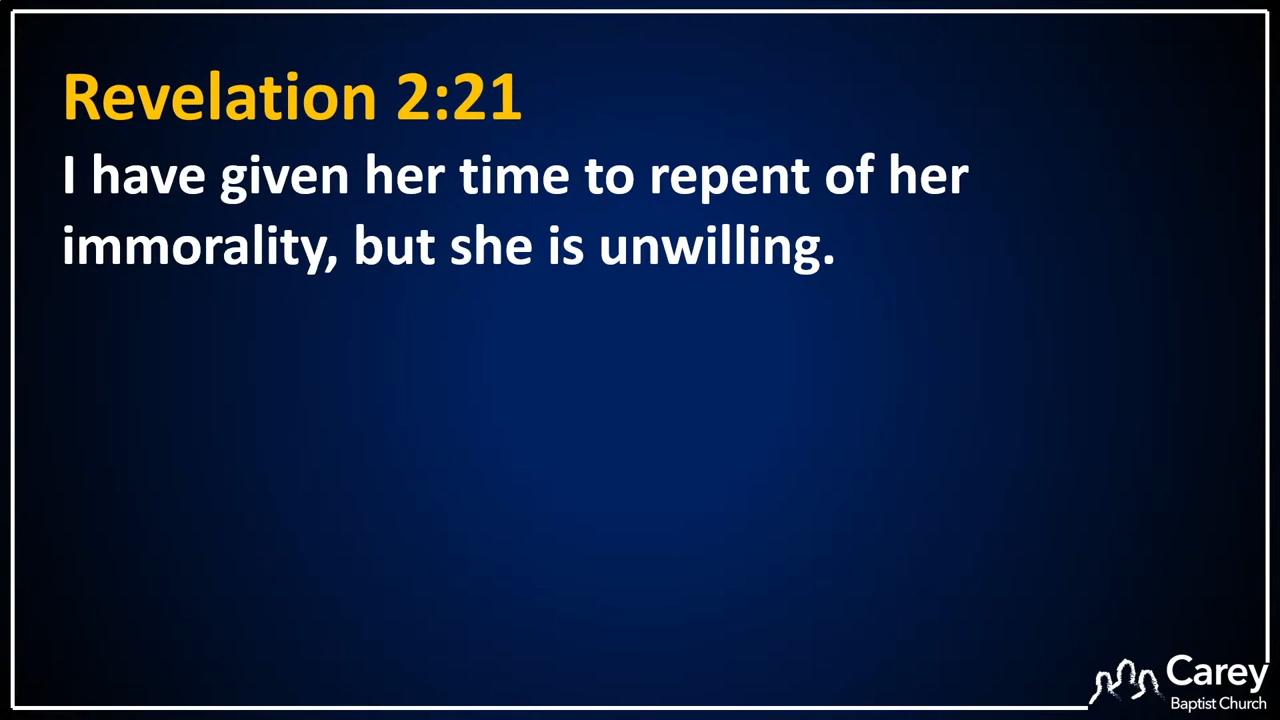 Revelation 2:21
I have given her time to repent of her
immorality, but she is unwilling.
Carey
Baptist Church